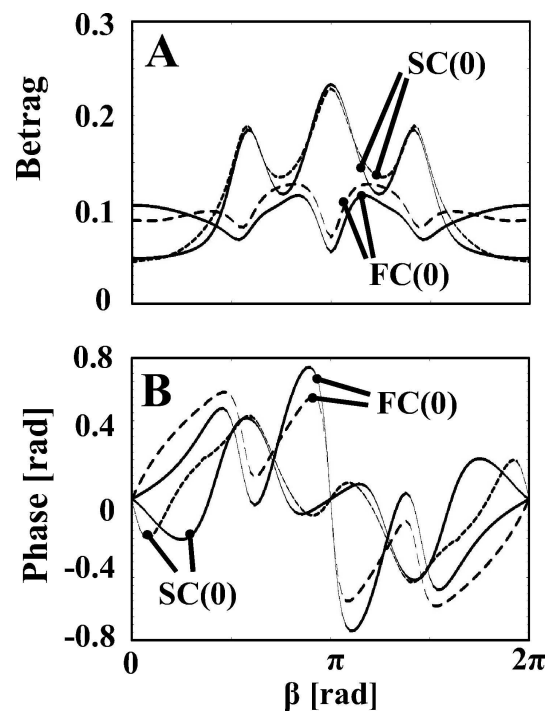 0.3
A
SC(0)
0.2
Betrag
0.1
FC(0)
0
0.8
B
FC(0)
0.4
Phase [rad]
0
-0.4
SC(0)
-0.8
0
π
2π
β [rad]